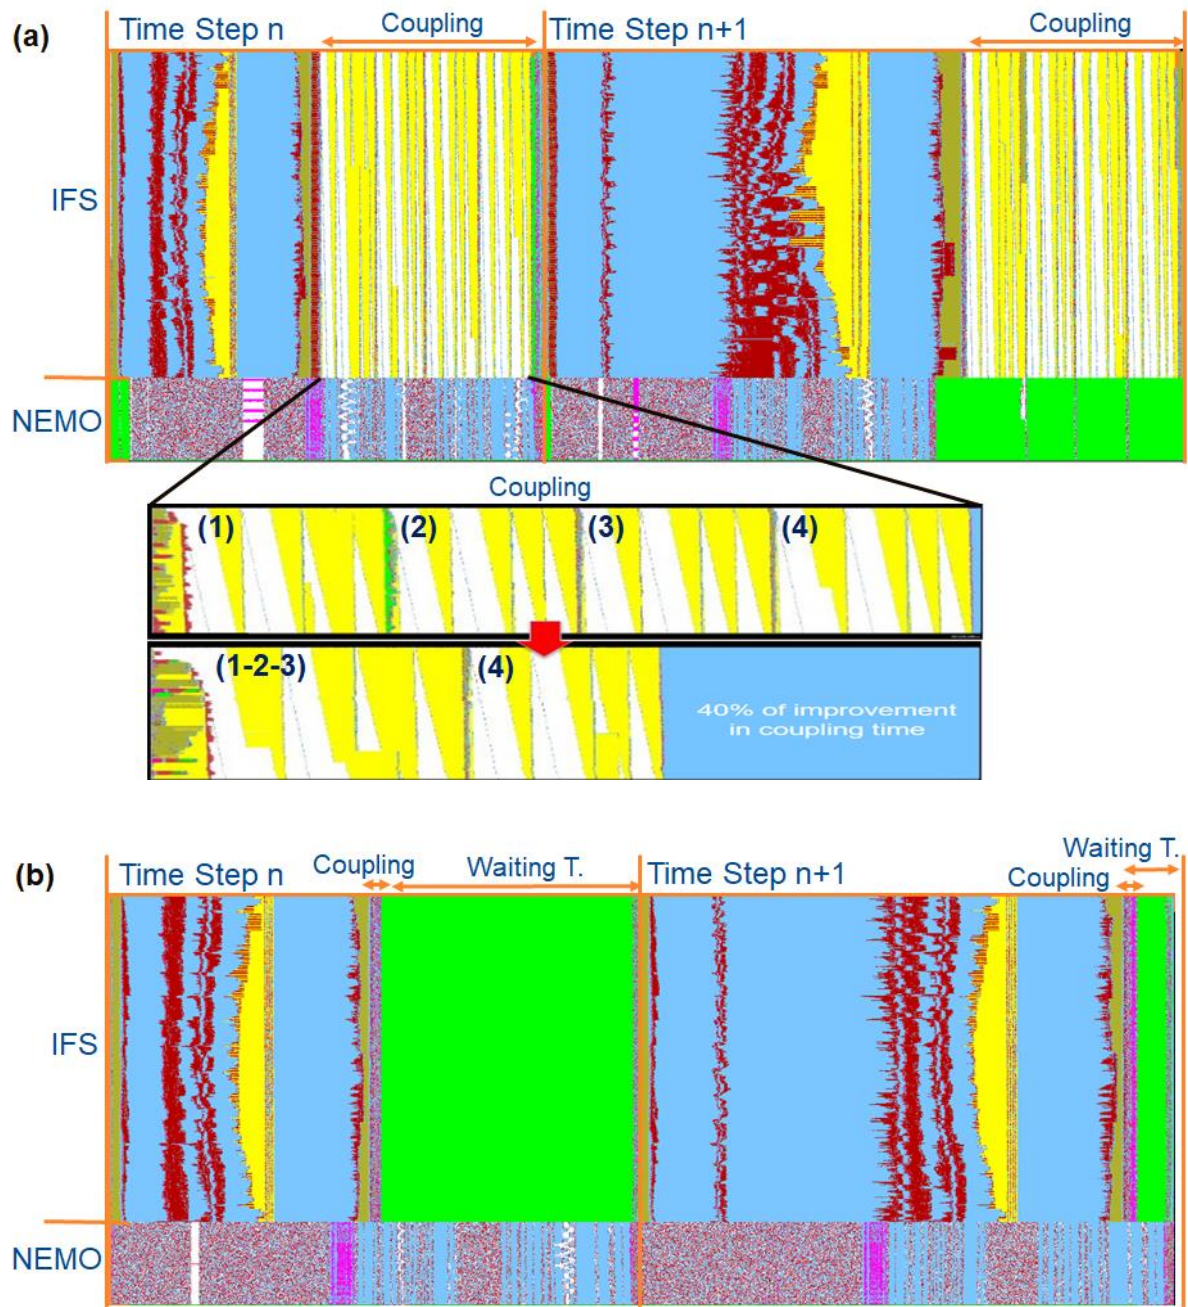 (a)
Time Step n
Coupling
Time Step n+1
Coupling
IFS
NEMO
Coupling
(1)
(2)
(3)
(4)
(1-2-3)
(4)
40% of improvement
in coupling time
(b)
Time Step n
Coupling
Waiting T.
Time Step n+1
Waiting T.
Coupling
IFS
NEMO